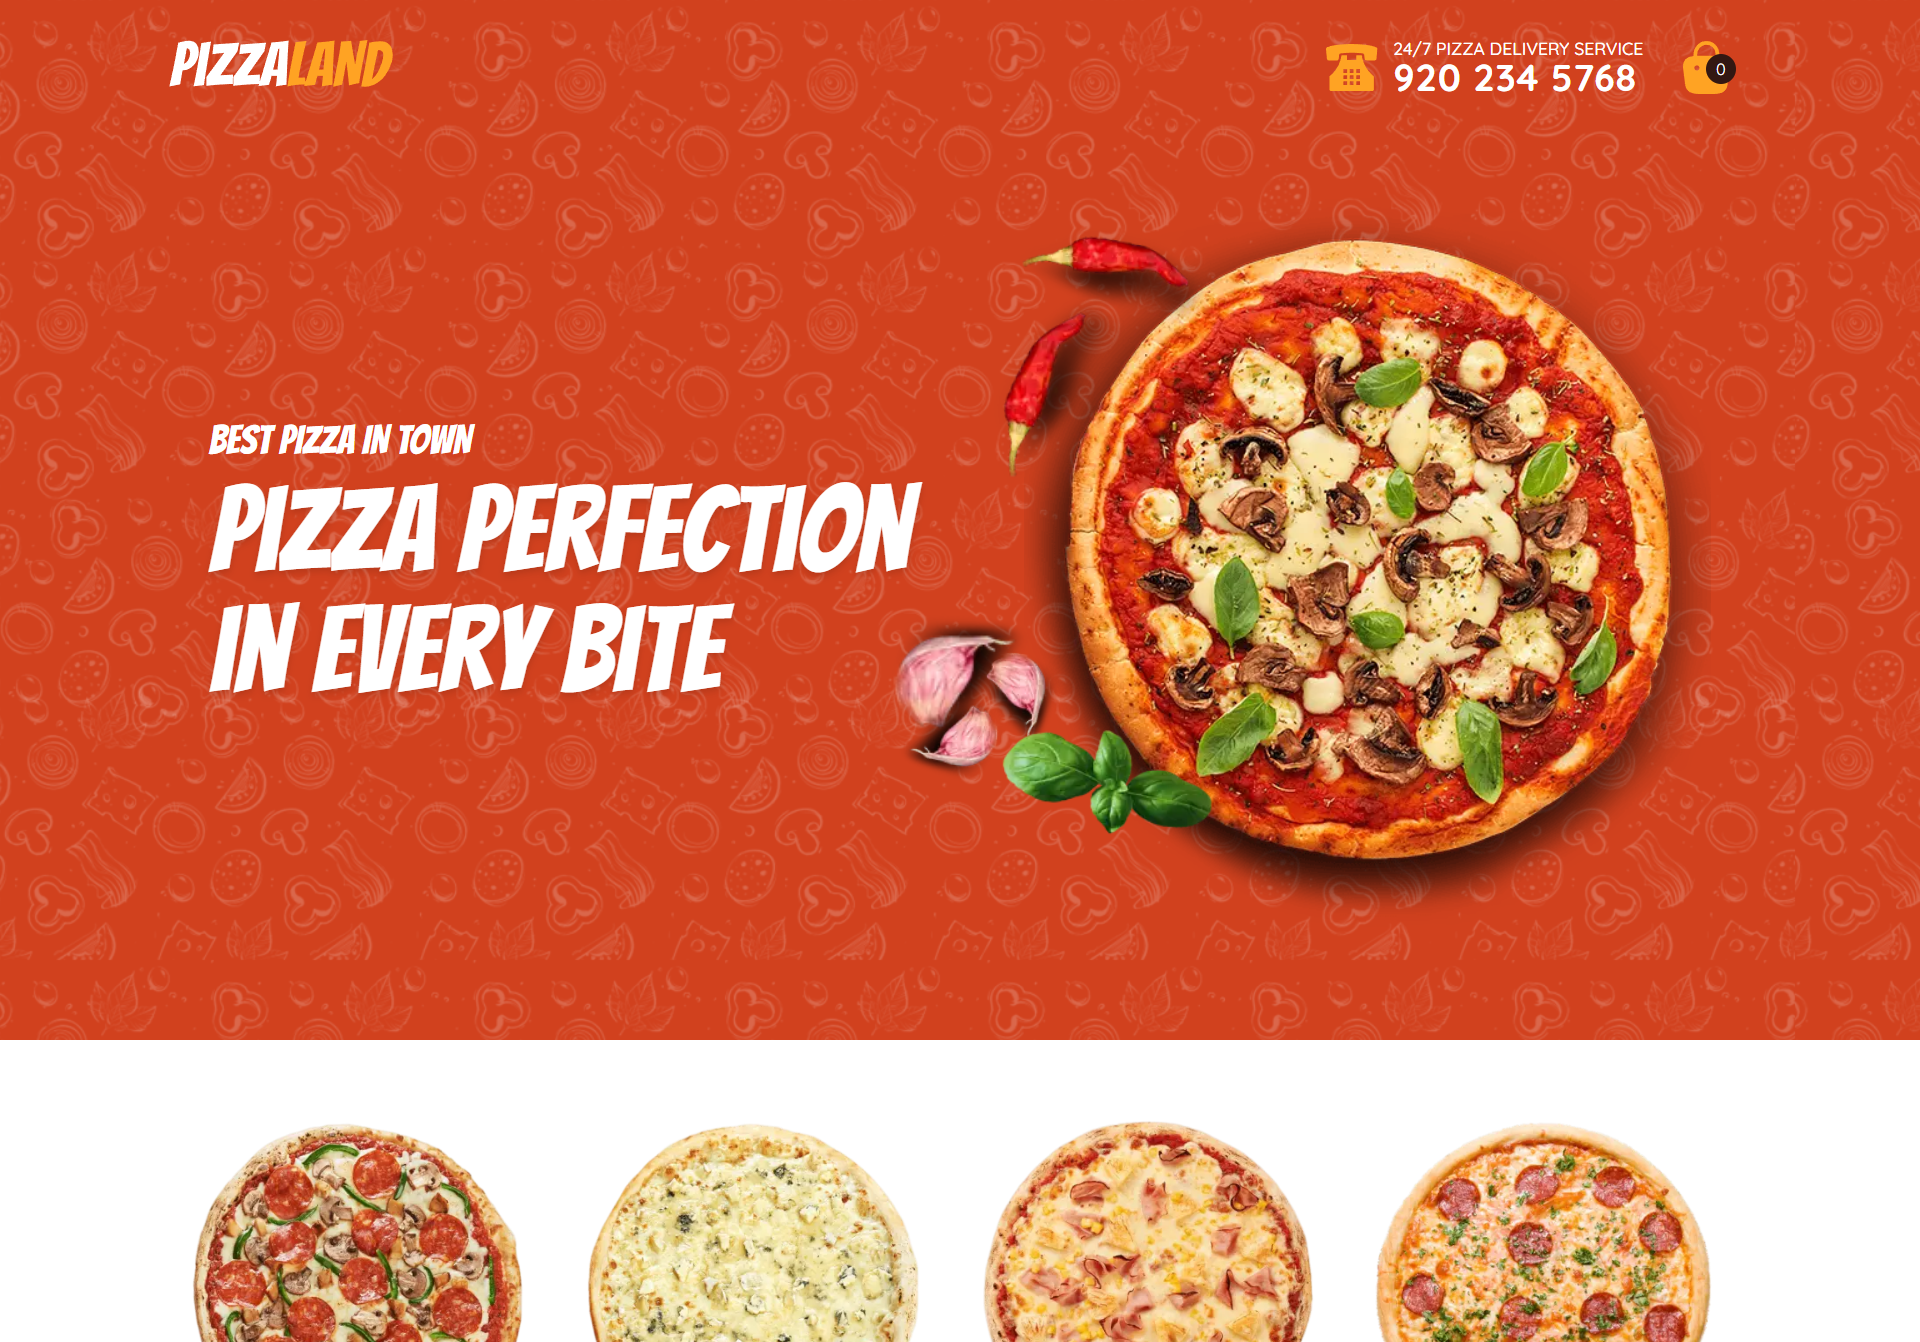 PIZZALAND
24/7 PIZZA DELIVERY SERVICE
920 234 5768
0
BEST PIZZA IN TOWN
PIZZA PERFECTION
IN EVERY BITE